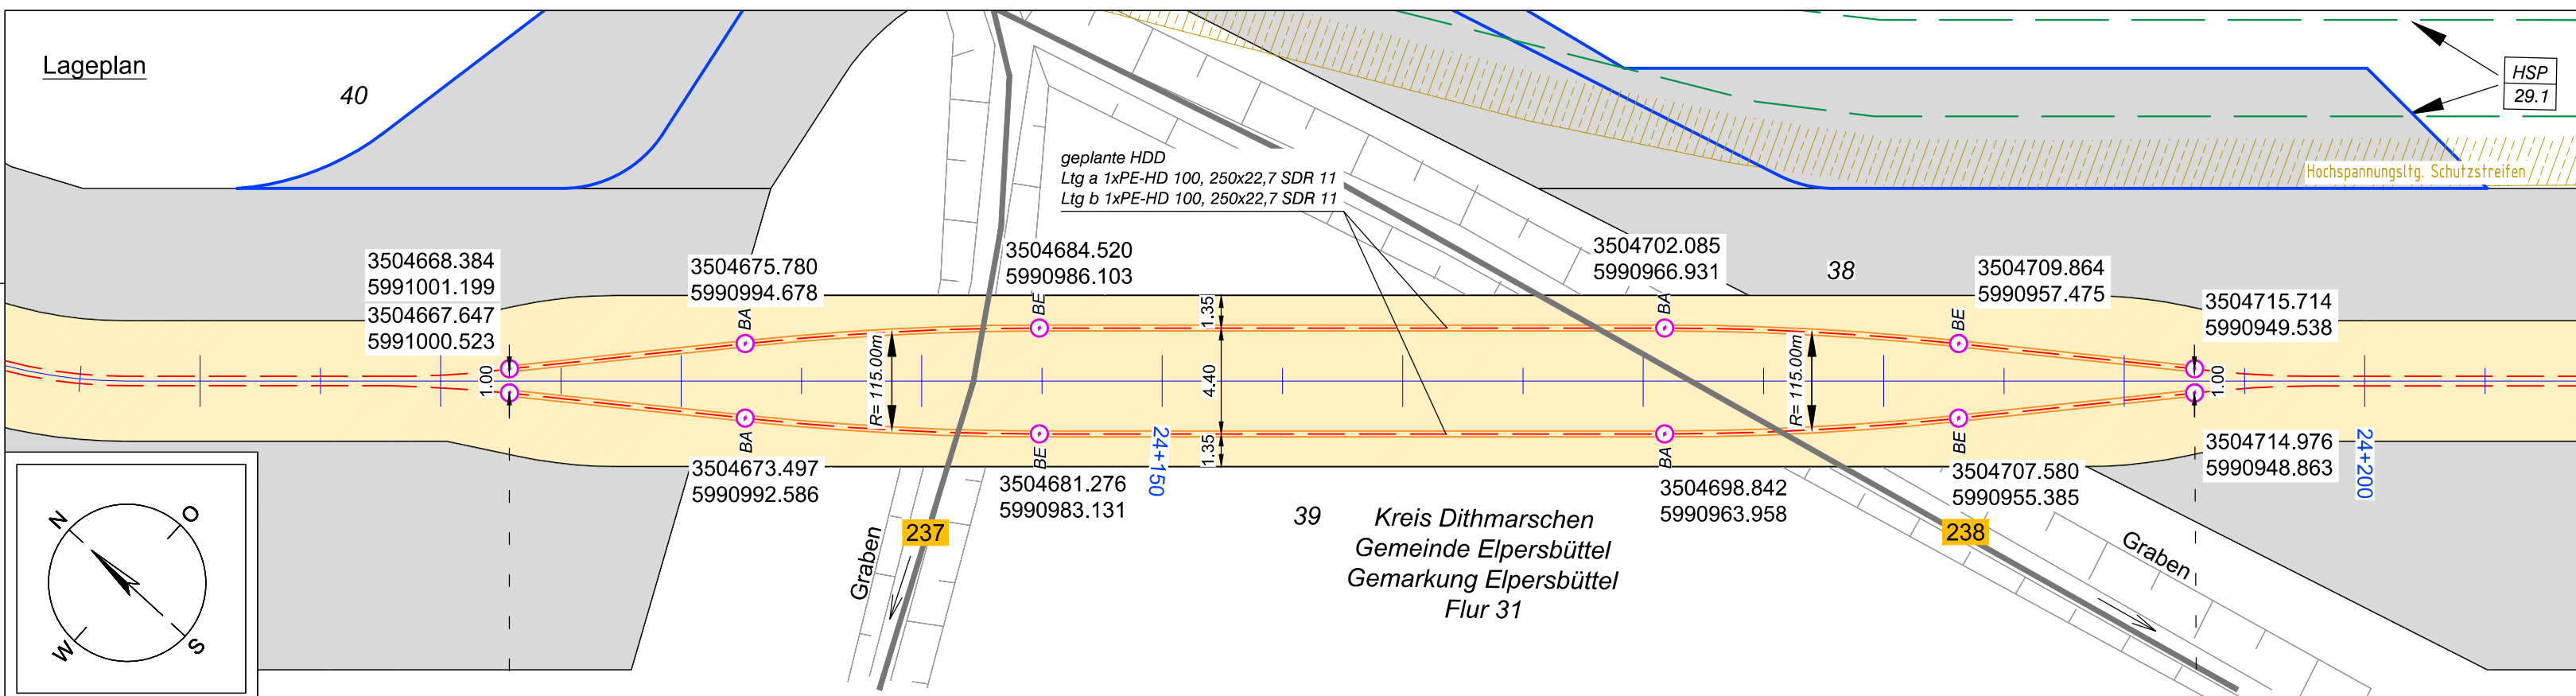 Lageplan
40
HSP
29.1
Hochspannungsltg. Schutzstreifen
geplante HDD
Ltg a 1xPE-HD 100, 250x22,7 SDR 11
Ltg b 1xPE-HD 100, 250x22,7 SDR 11
3504668.384
5991001.199
3504667.647
5991000.523
3504675.780
5990994.678
3504684.520
5990986.103
3504702.085
5990966.931
38
3504709.864
5990957.475
3504715.714
5990949.538
BA
BE
BA
BE
1.35
4.40
1.35
1.00
R= 115.00m
R= 115.00m
1.00
BA
BE
BA
BE
24+150
24+200
3504673.497
5990992.586
3504681.276
5990983.131
3504698.842
5990963.958
3504707.580
5990955.385
3504714.976
5990948.863
39
Kreis Dithmarschen
Gemeinde Elpersbüttel
Gemarkung Elpersbüttel
Flur 31
Graben
237
238
Graben
N
O
W
S